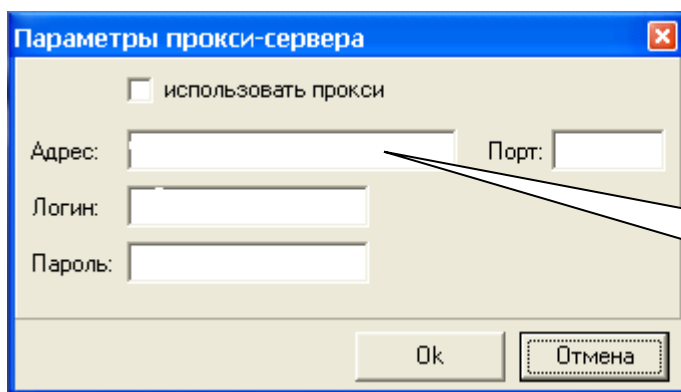 Параметры прокси-сервера
использовать прокси
Адрес: Порт:
Логин:
Пароль:
Ok Отмена